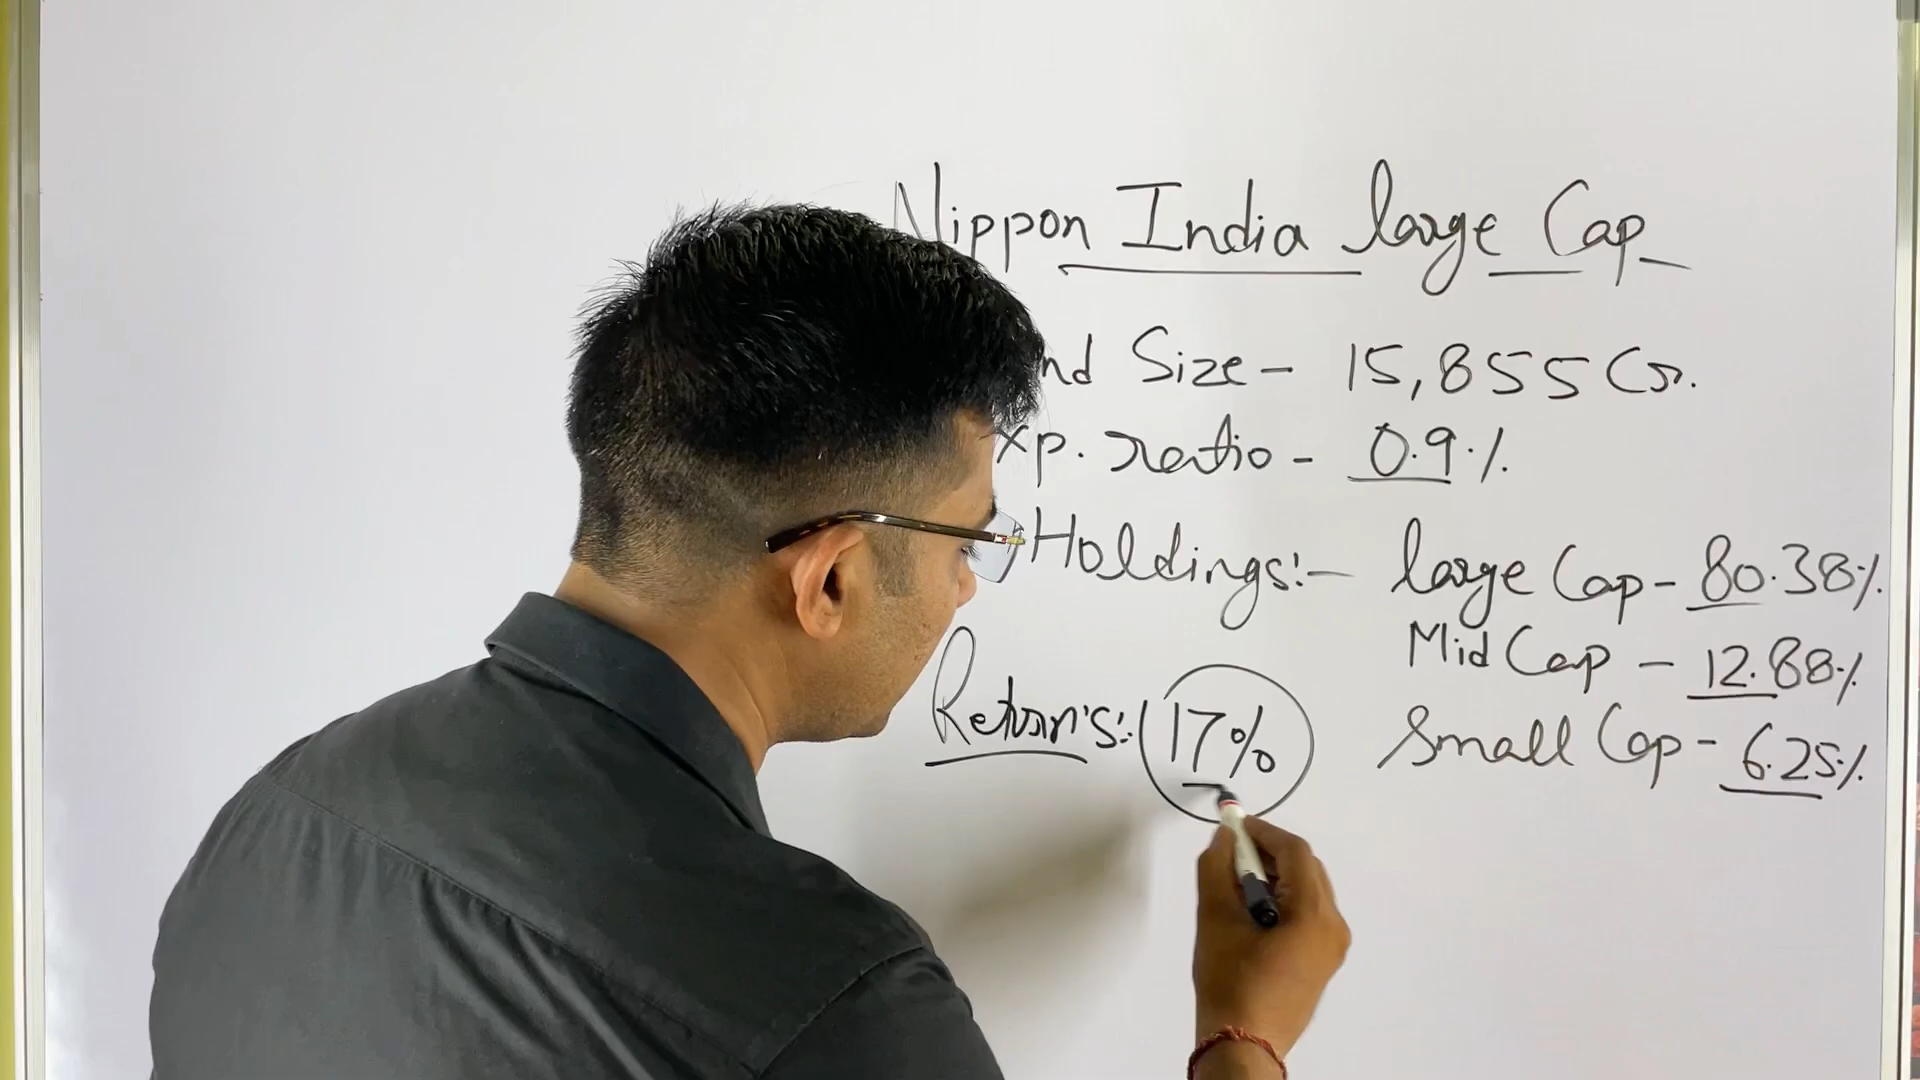 Nippon India large Cap
nd Size - 15,855 Cr.
xp. ratio - 0.9%
Holdings:- large Cap - 80.38%
Mid Cap - 12.88%
Small Cap - 6.25%
Return's:- 17%